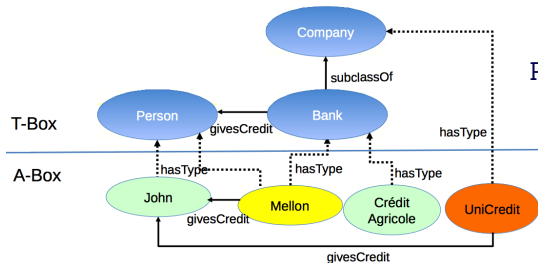 Company
subclassOf
Person
givesCredit
Bank
T-Box
hasType
A-Box
hasType
hasType
hasType
John
givesCredit
Mellon
Crédit
Agricole
UniCredit
givesCredit